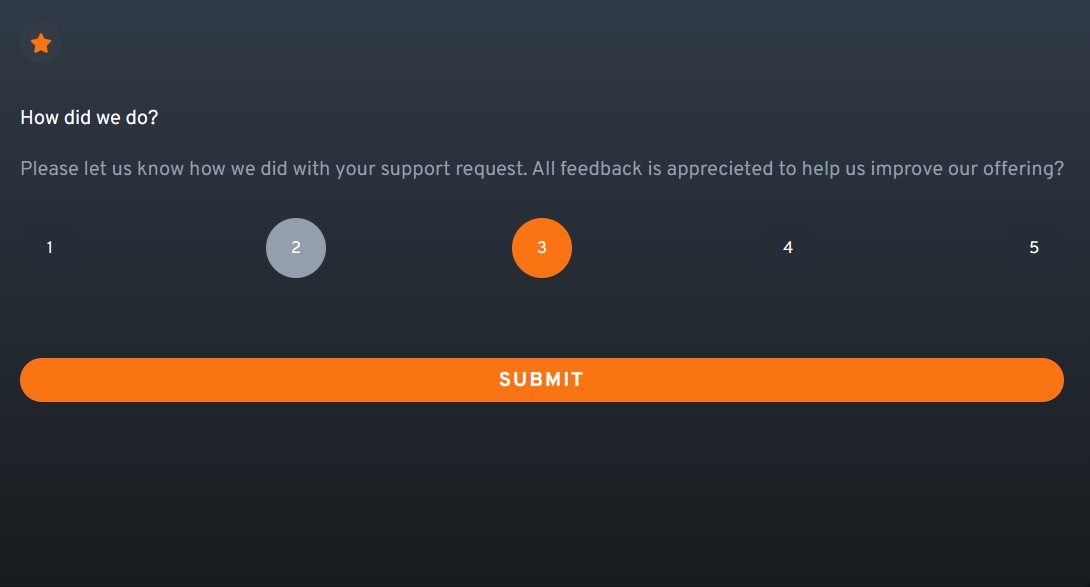 How did we do?
Please let us know how we did with your support request. All feedback is apprecieted to help us improve our offering?
1 2 3 4 5
SUBMIT